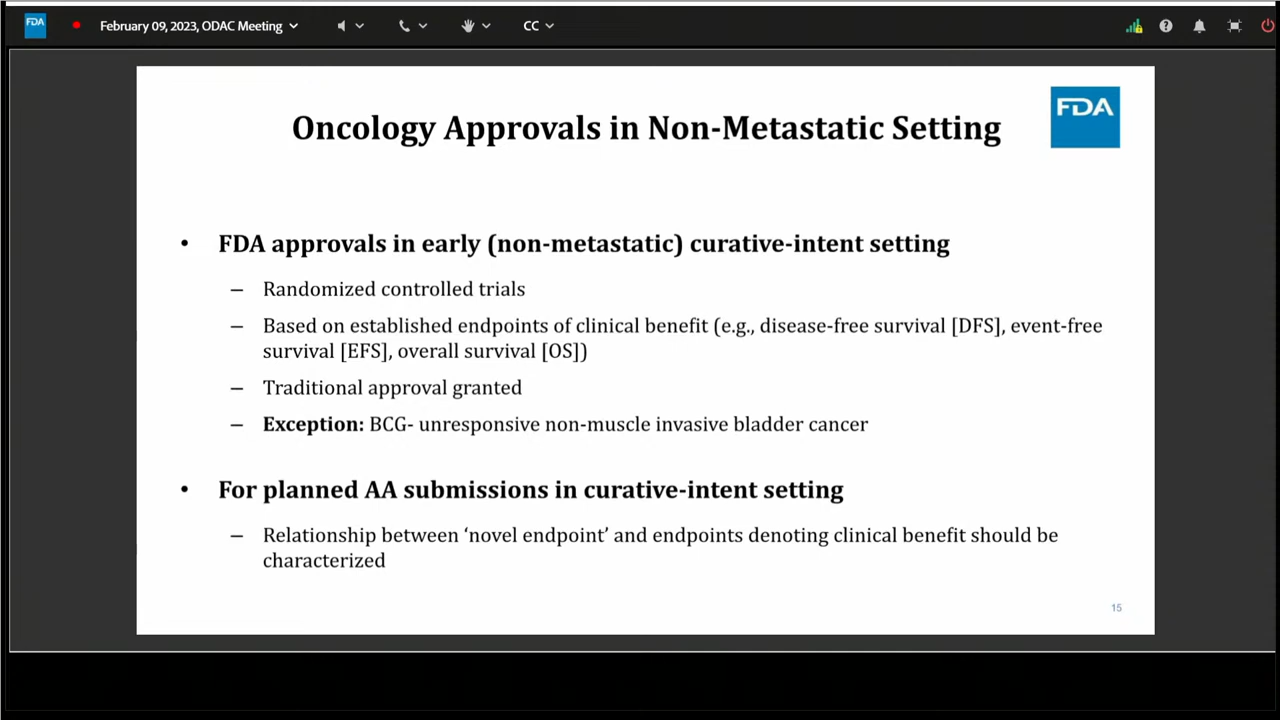 FDA
February 09, 2023, ODAC Meeting
CC
Oncology Approvals in Non-Metastatic Setting
FDA
• FDA approvals in early (non-metastatic) curative-intent setting
– Randomized controlled trials
– Based on established endpoints of clinical benefit (e.g., disease-free survival [DFS], event-free
survival [EFS], overall survival [OS])
– Traditional approval granted
– Exception: BCG- unresponsive non-muscle invasive bladder cancer
• For planned AA submissions in curative-intent setting
– Relationship between ‘novel endpoint’ and endpoints denoting clinical benefit should be
characterized
15